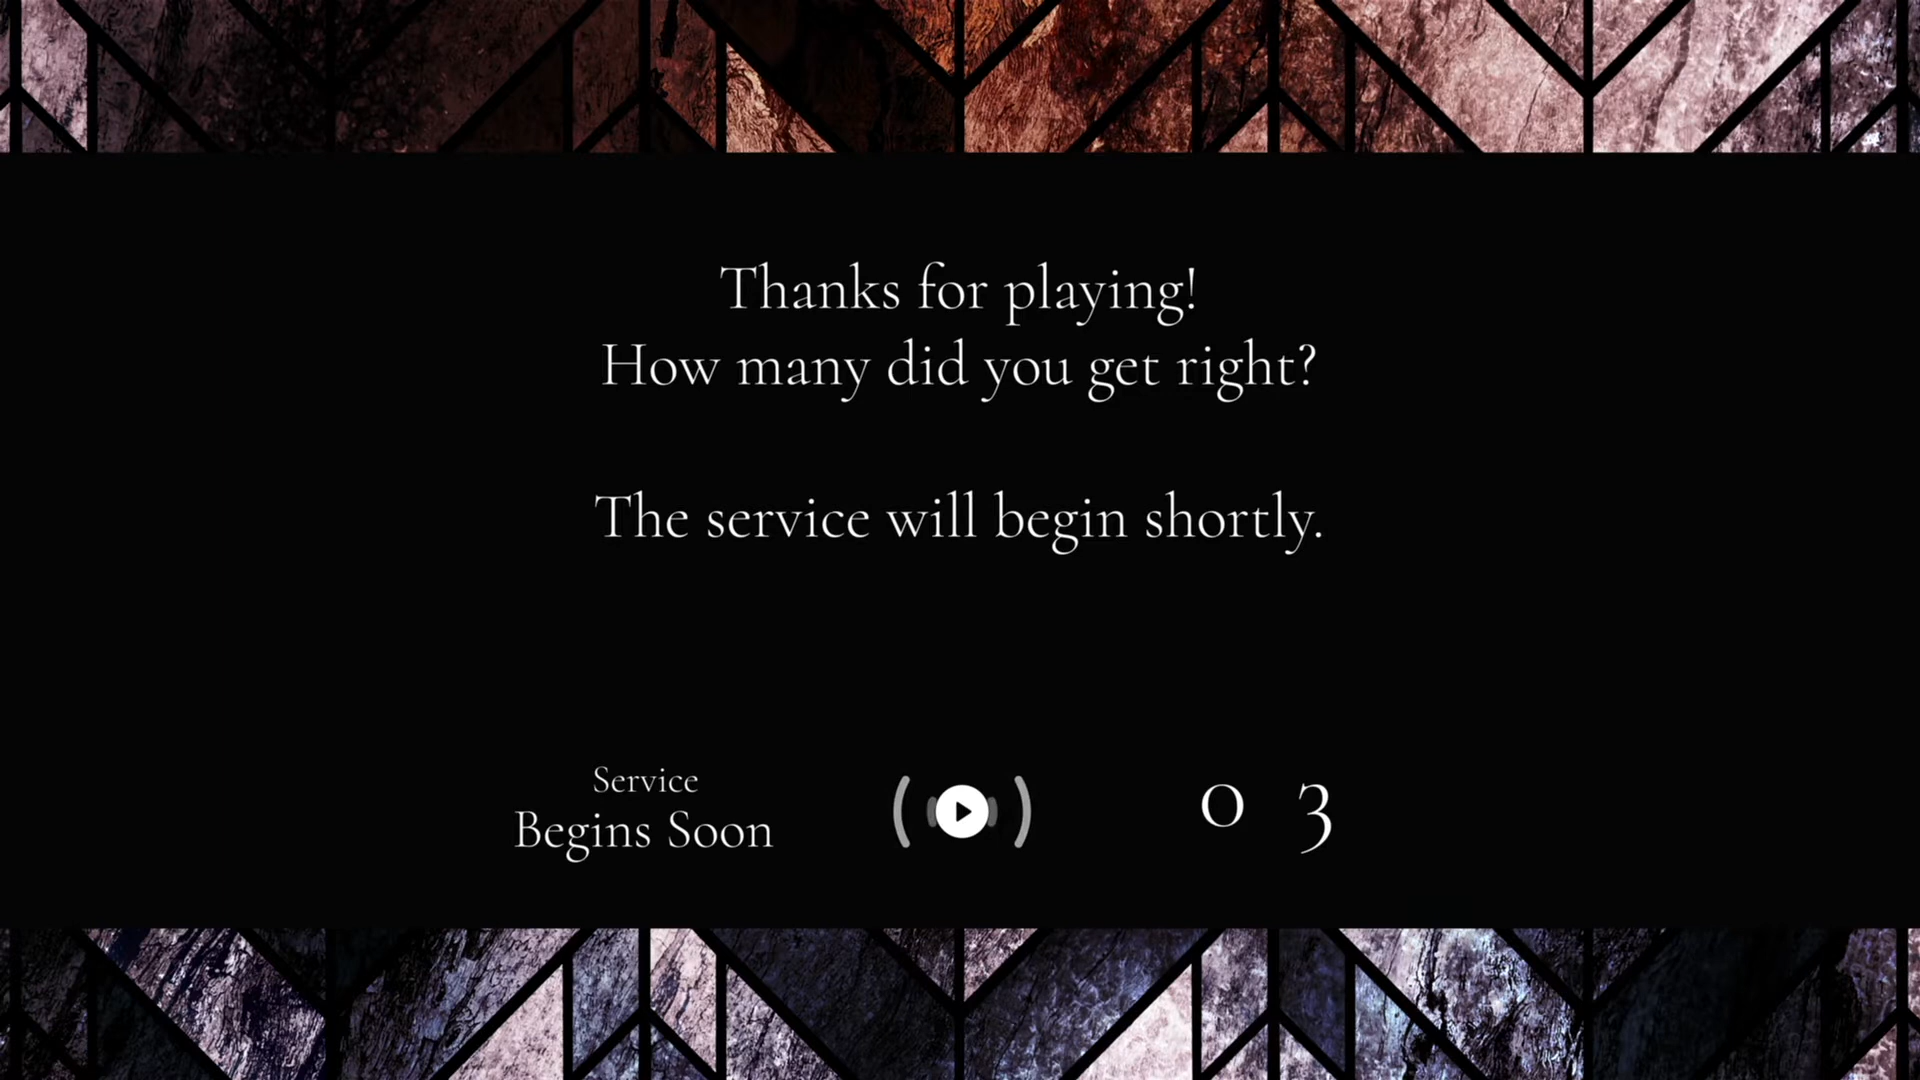 Thanks for playing!
How many did you get right?
The service will begin shortly.
Service
Begins Soon
0 3